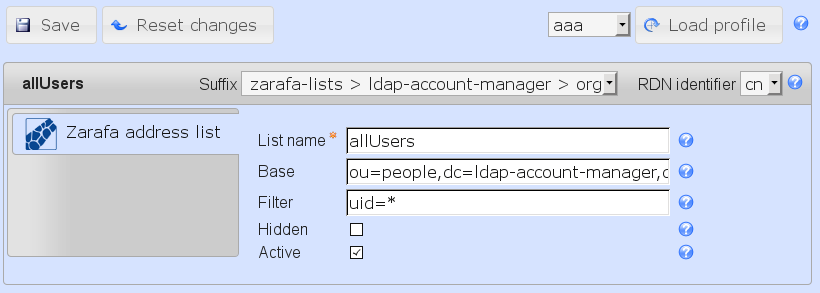 Save Reset changes aaa Load profile
allUsers Suffix zarafa-lists > ldap-account-manager > org RDN identifier cn
Zarafa address list
List name* allUsers
Base ou=people,dc=ldap-account-manager,c
Filter uid=*
Hidden
Active